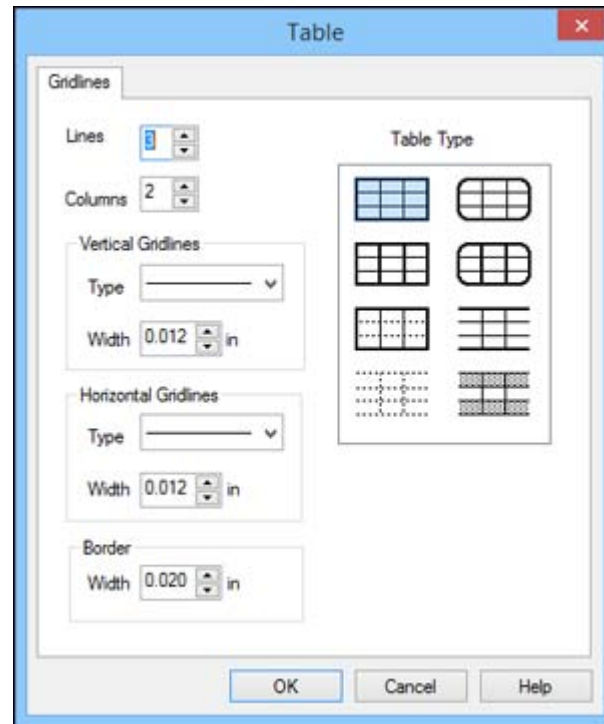 Table
Gridlines
Lines 3
Columns 2
Table Type
Vertical Gridlines
Type
Width 0.012 in
Horizontal Gridlines
Type
Width 0.012 in
Border
Width 0.020 in
OK Cancel Help